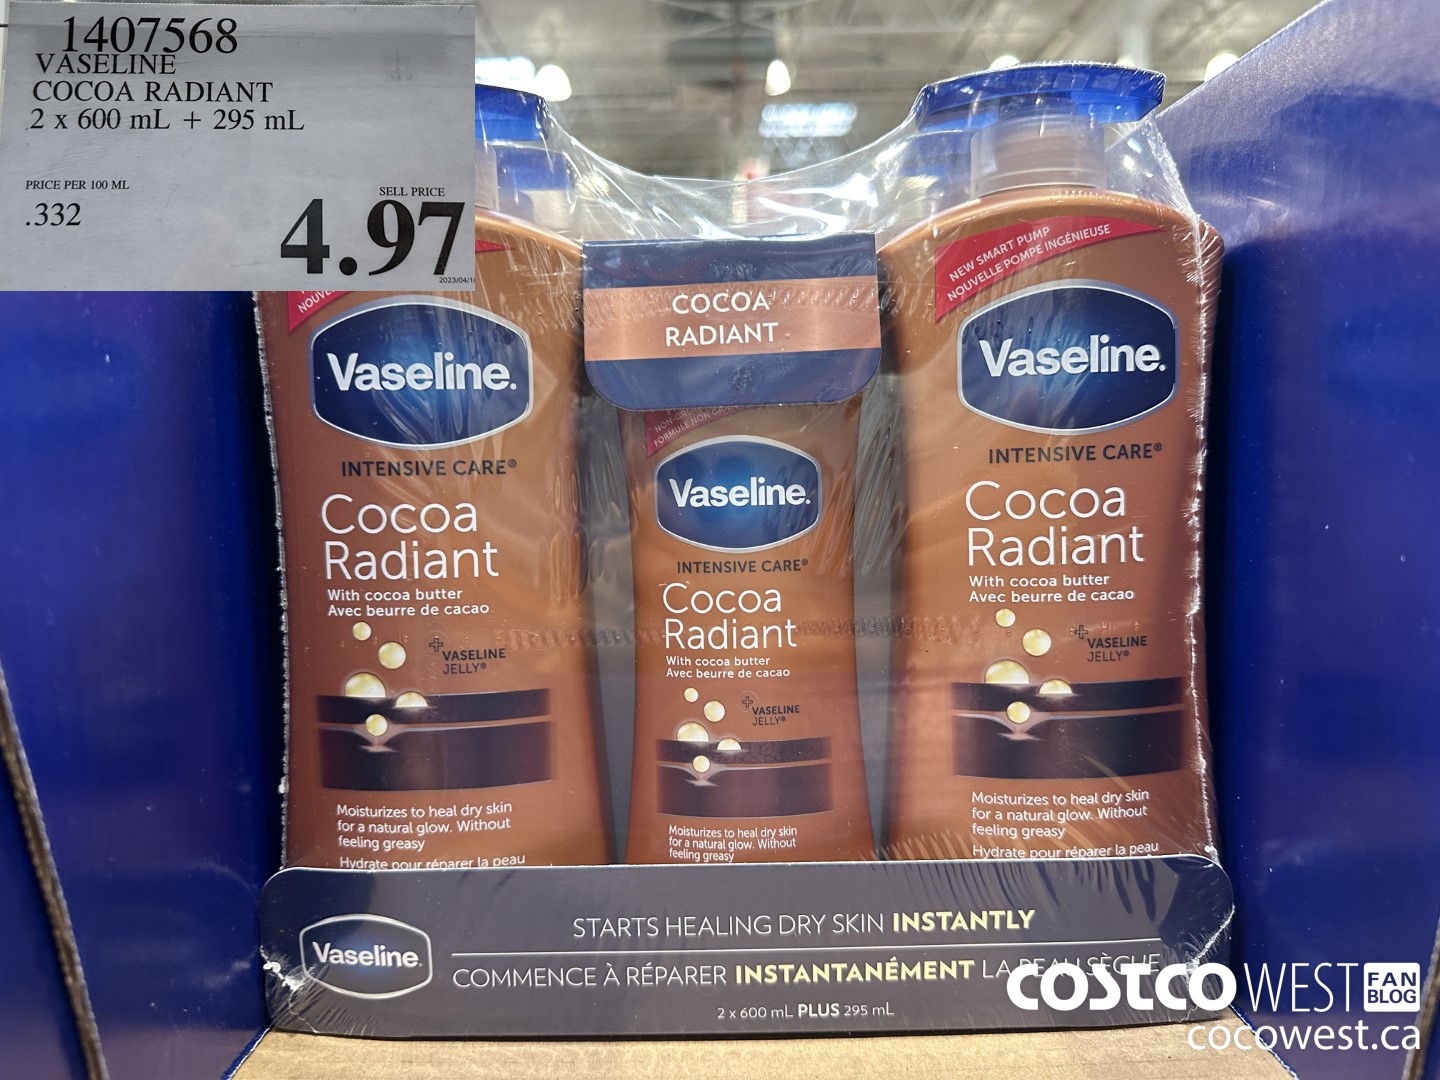 1407568
VASELINE
COCOA RADIANT
2 x 600 mL + 295 mL
PRICE PER 100 ML
.332
SELL PRICE
4.97
COCOA
RADIANT
NEW SMART PUMP
NOUVELLE POMPE INGÉNIEUSE
Vaseline.
INTENSIVE CARE®
Cocoa
Radiant
With cocoa butter
Avec beurre de cacao
+VASELINE
JELLY®
Moisturizes to heal dry skin
for a natural glow. Without
feeling greasy
Hydrate pour réparer la peau
FORMULE NON
Vaseline.
INTENSIVE CARE®
Cocoa
Radiant
With cocoa butter
Avec beurre de cacao
+VASELINE
JELLY®
Moisturizes to heal dry skin
for a natural glow. Without
feeling greasy
Vaseline.
INTENSIVE CARE®
Cocoa
Radiant
With cocoa butter
Avec beurre de cacao
+VASELINE
JELLY®
Moisturizes to heal dry skin
for a natural glow. Without
feeling greasy
Hydrate pour réparer la peau
Vaseline.
STARTS HEALING DRY SKIN INSTANTLY
COMMENCE À RÉPARER INSTANTANÉMENT LA PEAU SÈCHE
2 x 600 mL PLUS 295 mL
COSTCO WEST FAN BLOG
cocowest.ca